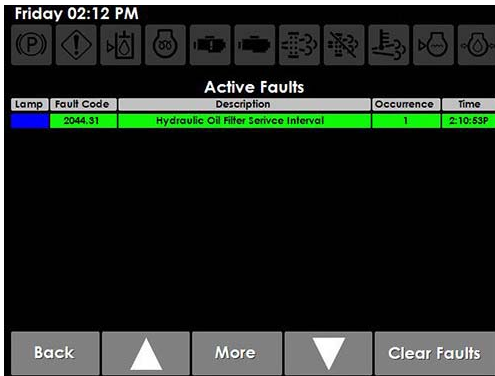 Friday 02:12 PM
(P)
Active Faults
Lamp Fault Code Description Occurrence Time
2044.31 Hydraulic Oil Filter Serivce Interval 1 2:10:53P
Back More Clear Faults